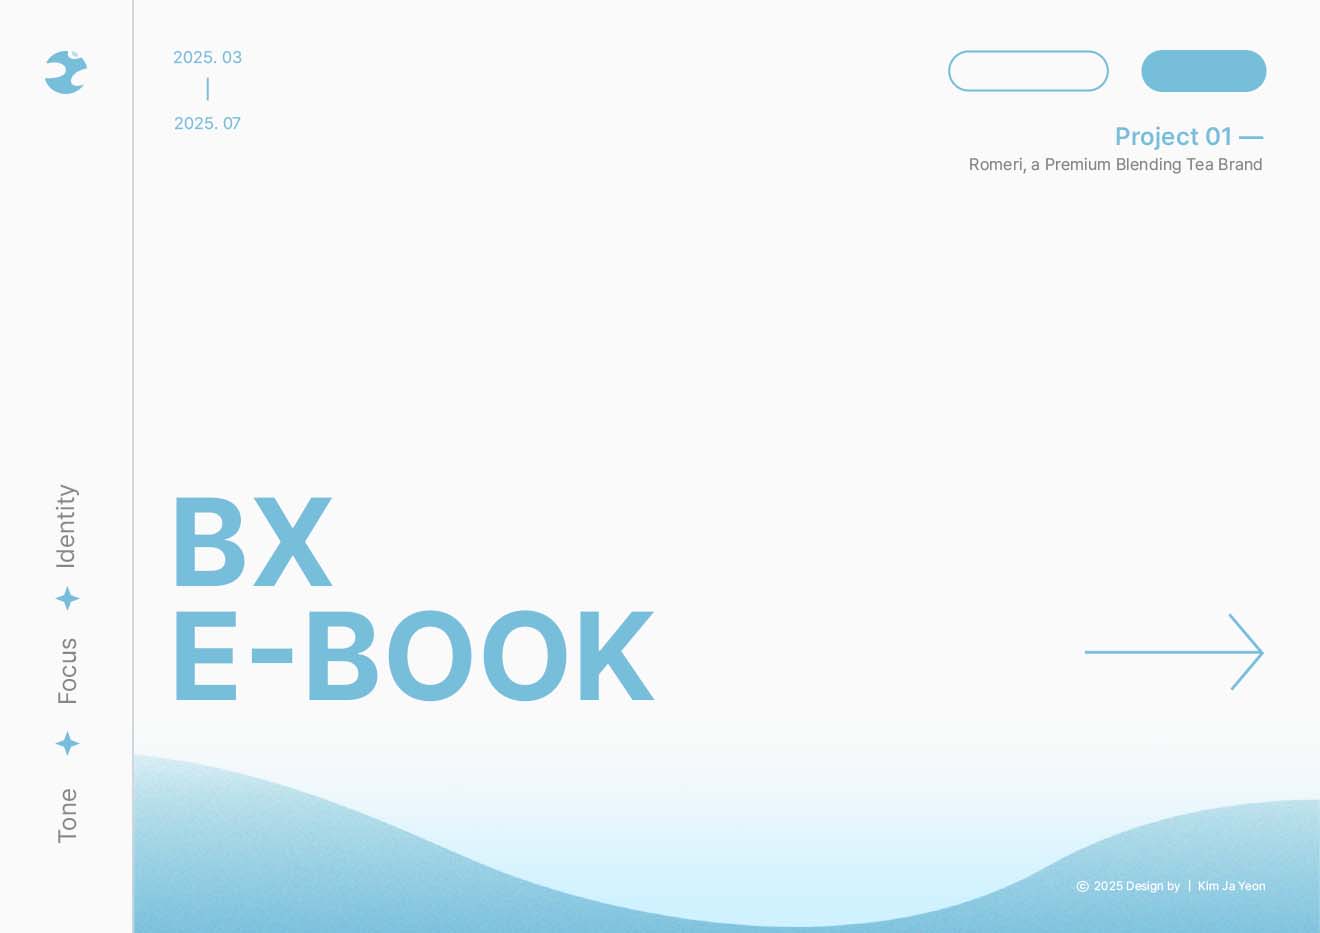 2025. 03
2025. 07
Project 01 —
Romeri, a Premium Blending Tea Brand
BX
E-BOOK
Tone
Focus
Identity
© 2025 Design by | Kim Ja Yeon